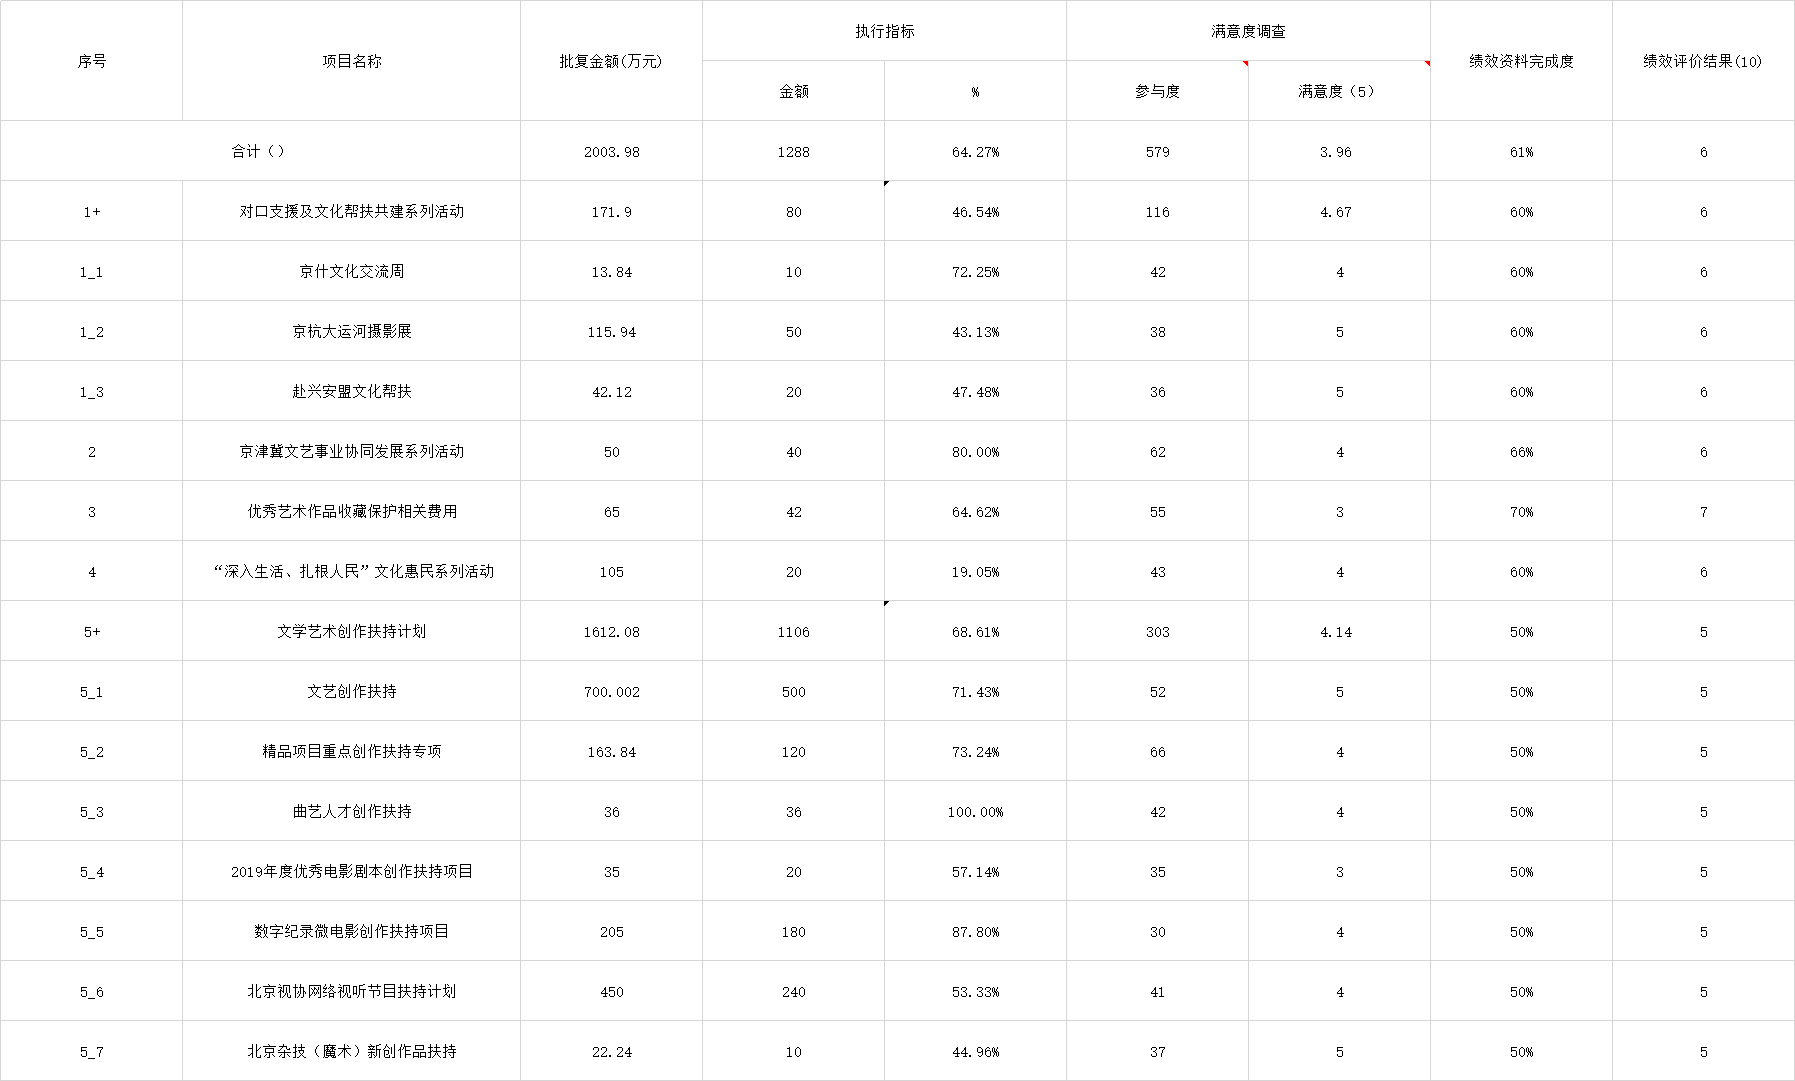 序号 项目名称 批复金额(万元) 执行指标 满意度调查 绩效资料完成度 绩效评价结果(10)
金额 % 参与度 满意度（5）
合计（） 2003.98 1288 64.27% 579 3.96 61% 6
1+ 对口支援及文化帮扶共建系列活动 171.9 80 46.54% 116 4.67 60% 6
1_1 京什文化交流周 13.84 10 72.25% 42 4 60% 6
1_2 京杭大运河摄影展 115.94 50 43.13% 38 5 60% 6
1_3 赴兴安盟文化帮扶 42.12 20 47.48% 36 5 60% 6
2 京津冀文艺事业协同发展系列活动 50 40 80.00% 62 4 66% 6
3 优秀艺术作品收藏保护相关费用 65 42 64.62% 55 3 70% 7
4 “深入生活、扎根人民”文化惠民系列活动 105 20 19.05% 43 4 60% 6
5+ 文学艺术创作扶持计划 1612.08 1106 68.61% 303 4.14 50% 5
5_1 文艺创作扶持 700.002 500 71.43% 52 5 50% 5
5_2 精品项目重点创作扶持专项 163.84 120 73.24% 66 4 50% 5
5_3 曲艺人才创作扶持 36 36 100.00% 42 4 50% 5
5_4 2019年度优秀电影剧本创作扶持项目 35 20 57.14% 35 3 50% 5
5_5 数字纪录微电影创作扶持项目 205 180 87.80% 30 4 50% 5
5_6 北京视协网络视听节目扶持计划 450 240 53.33% 41 4 50% 5
5_7 北京杂技（魔术）新创作品扶持 22.24 10 44.96% 37 5 50% 5